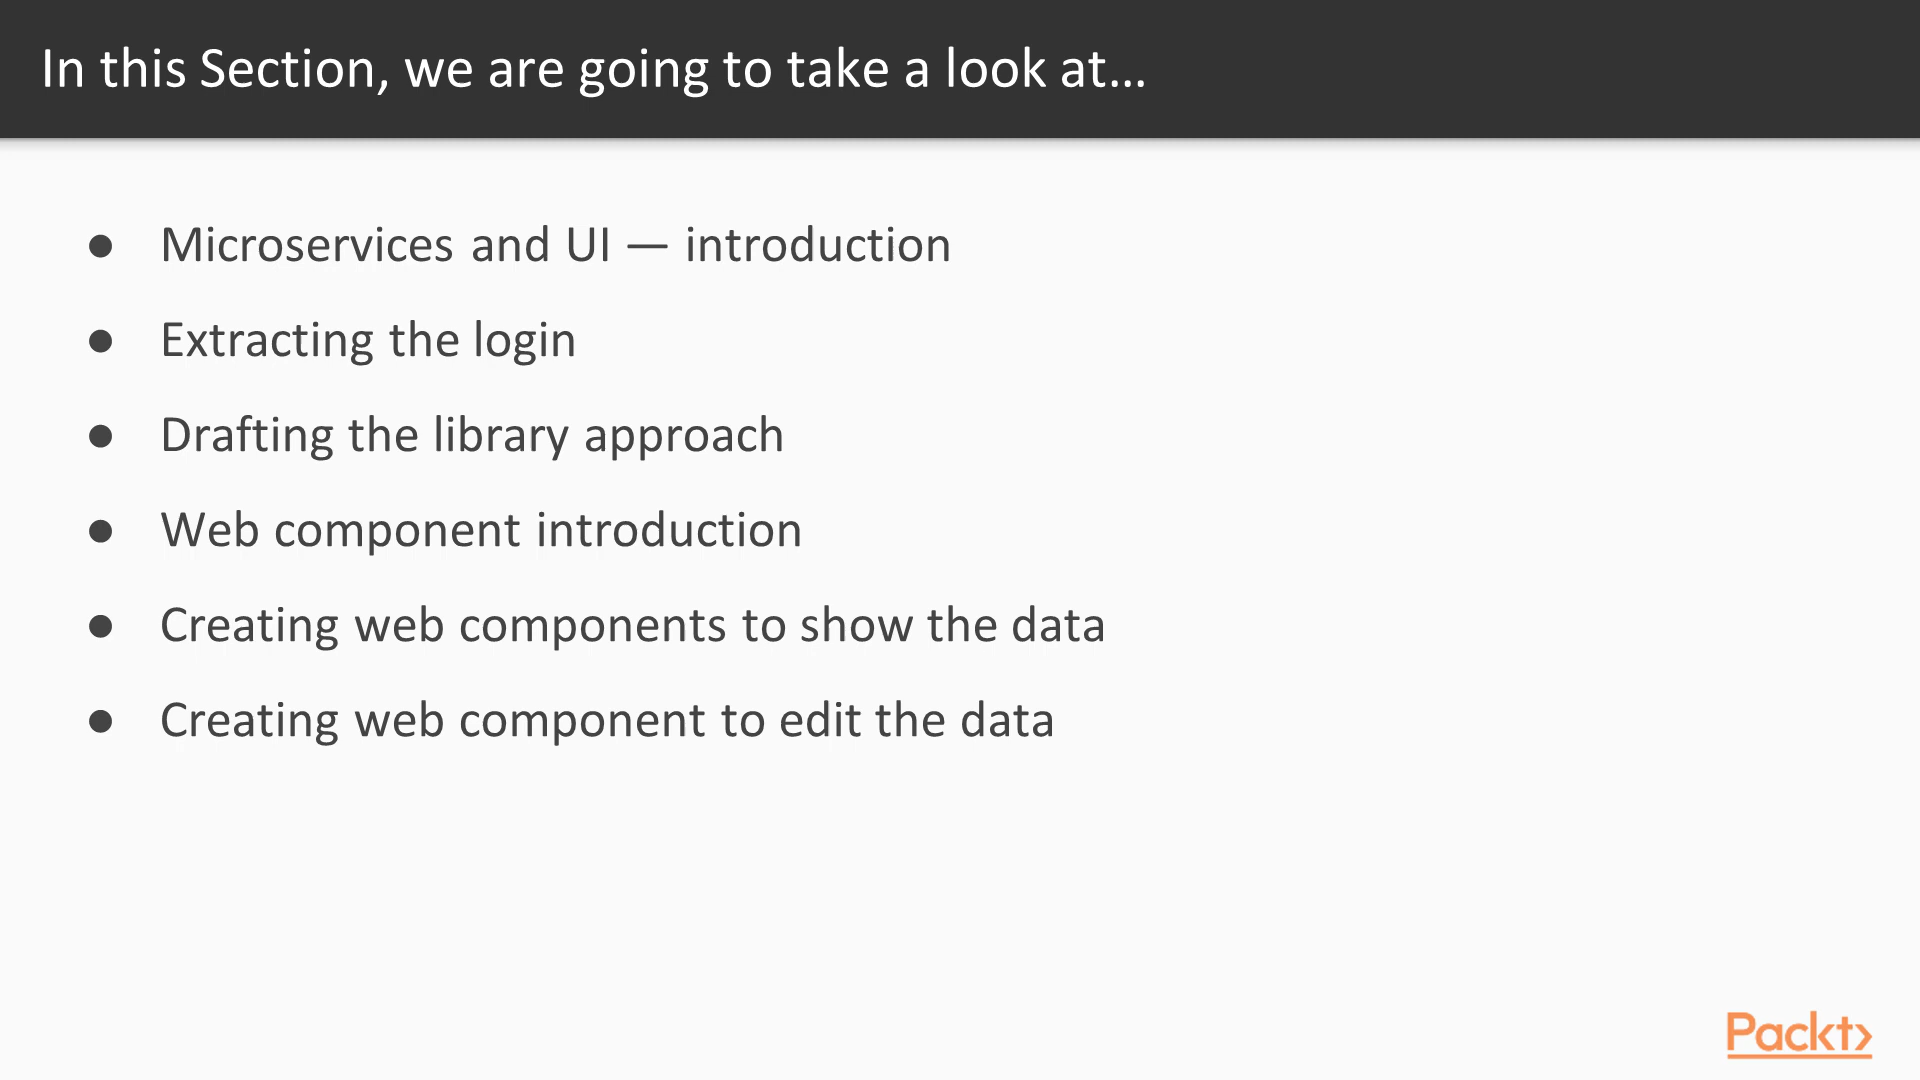 In this Section, we are going to take a look at...
● Microservices and UI — introduction
● Extracting the login
● Drafting the library approach
● Web component introduction
● Creating web components to show the data
● Creating web component to edit the data
Packt>